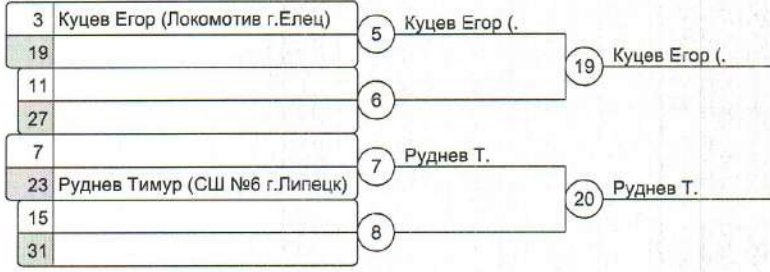 3 Куцев Егор (Локомотив г.Елец)
19
5 Куцев Егор (.
11
27
6
19 Куцев Егор (.
7
23 Руднев Тимур (СШ №6 г.Липецк)
7 Руднев Т.
15
31
8
20 Руднев Т.